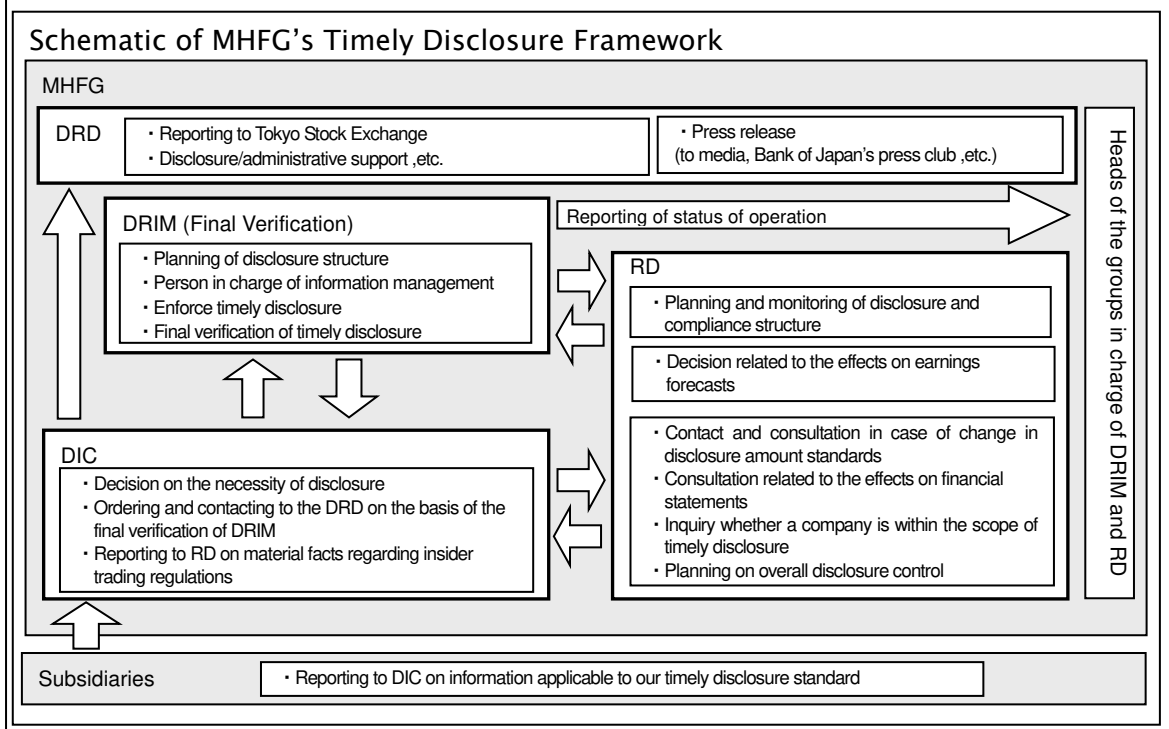 Schematic of MHFG's Timely Disclosure Framework
MHFG
DRD
・Reporting to Tokyo Stock Exchange
・Disclosure/administrative support ,etc.
・Press release
(to media, Bank of Japan's press club ,etc.)
Heads of the groups in charge of DRIM and RD
DRIM (Final Verification)
・Planning of disclosure structure
・Person in charge of information management
・Enforce timely disclosure
・Final verification of timely disclosure
Reporting of status of operation
RD
・Planning and monitoring of disclosure and
compliance structure
・Decision related to the effects on earnings
forecasts
・Contact and consultation in case of change in
disclosure amount standards
・Consultation related to the effects on financial
statements
・Inquiry whether a company is within the scope of
timely disclosure
・Planning on overall disclosure control
DIC
・Decision on the necessity of disclosure
・Ordering and contacting to the DRD on the basis of the
final verification of DRIM
・Reporting to RD on material facts regarding insider
trading regulations
Subsidiaries
・Reporting to DIC on information applicable to our timely disclosure standard